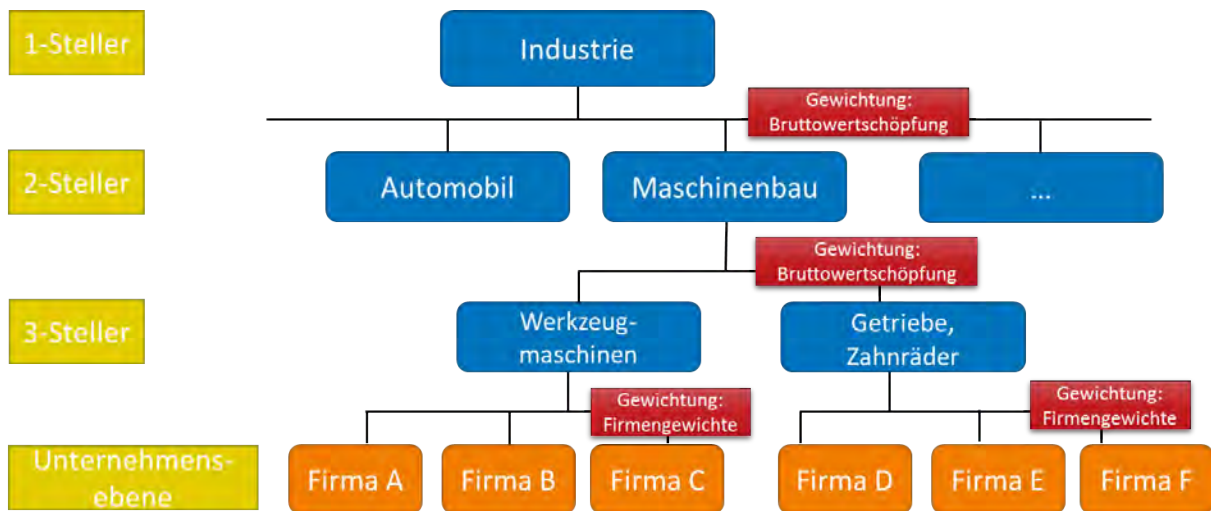 1-Steller
Industrie
Gewichtung:
Bruttowertschöpfung
2-Steller
Automobil
Maschinenbau
...
Gewichtung:
Bruttowertschöpfung
3-Steller
Werkzeug-
maschinen
Getriebe,
Zahnräder
Gewichtung:
Firmengewichte
Gewichtung:
Firmengewichte
Unternehmens-
ebene
Firma A
Firma B
Firma C
Firma D
Firma E
Firma F